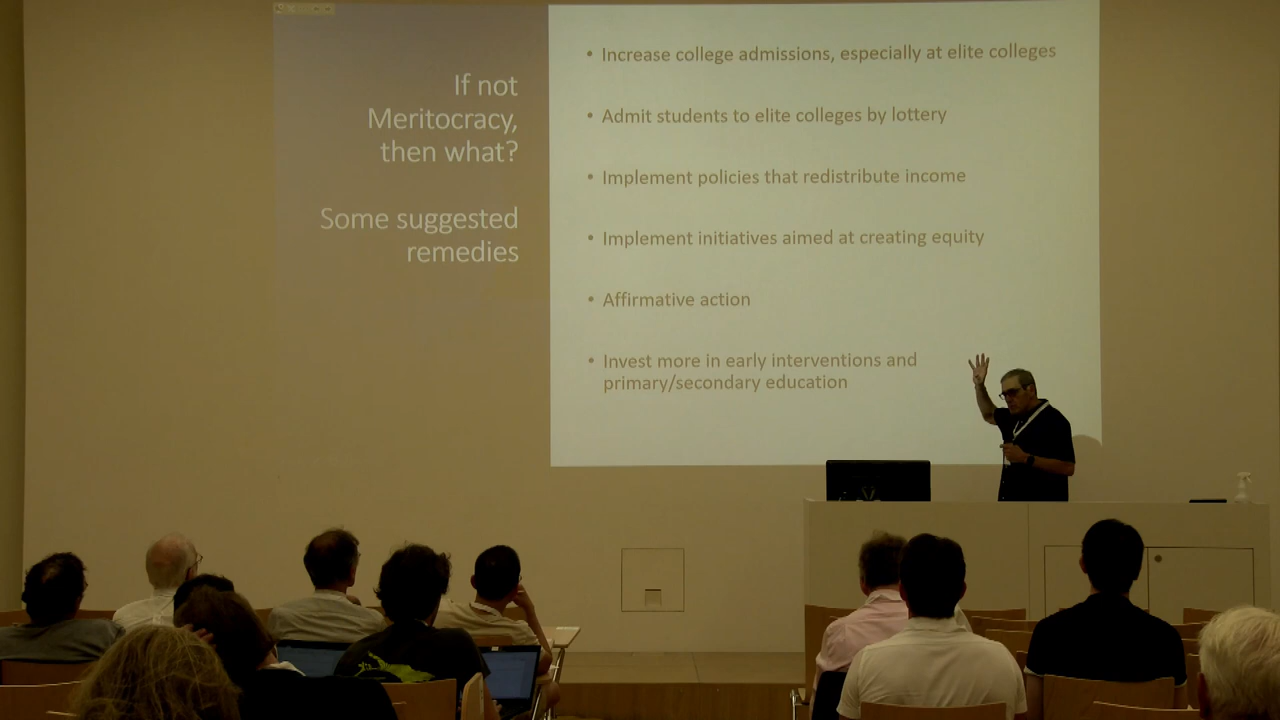 If not
Meritocracy,
then what?
Some suggested
remedies
• Increase college admissions, especially at elite colleges
• Admit students to elite colleges by lottery
• Implement policies that redistribute income
• Implement initiatives aimed at creating equity
• Affirmative action
• Invest more in early interventions and
primary/secondary education